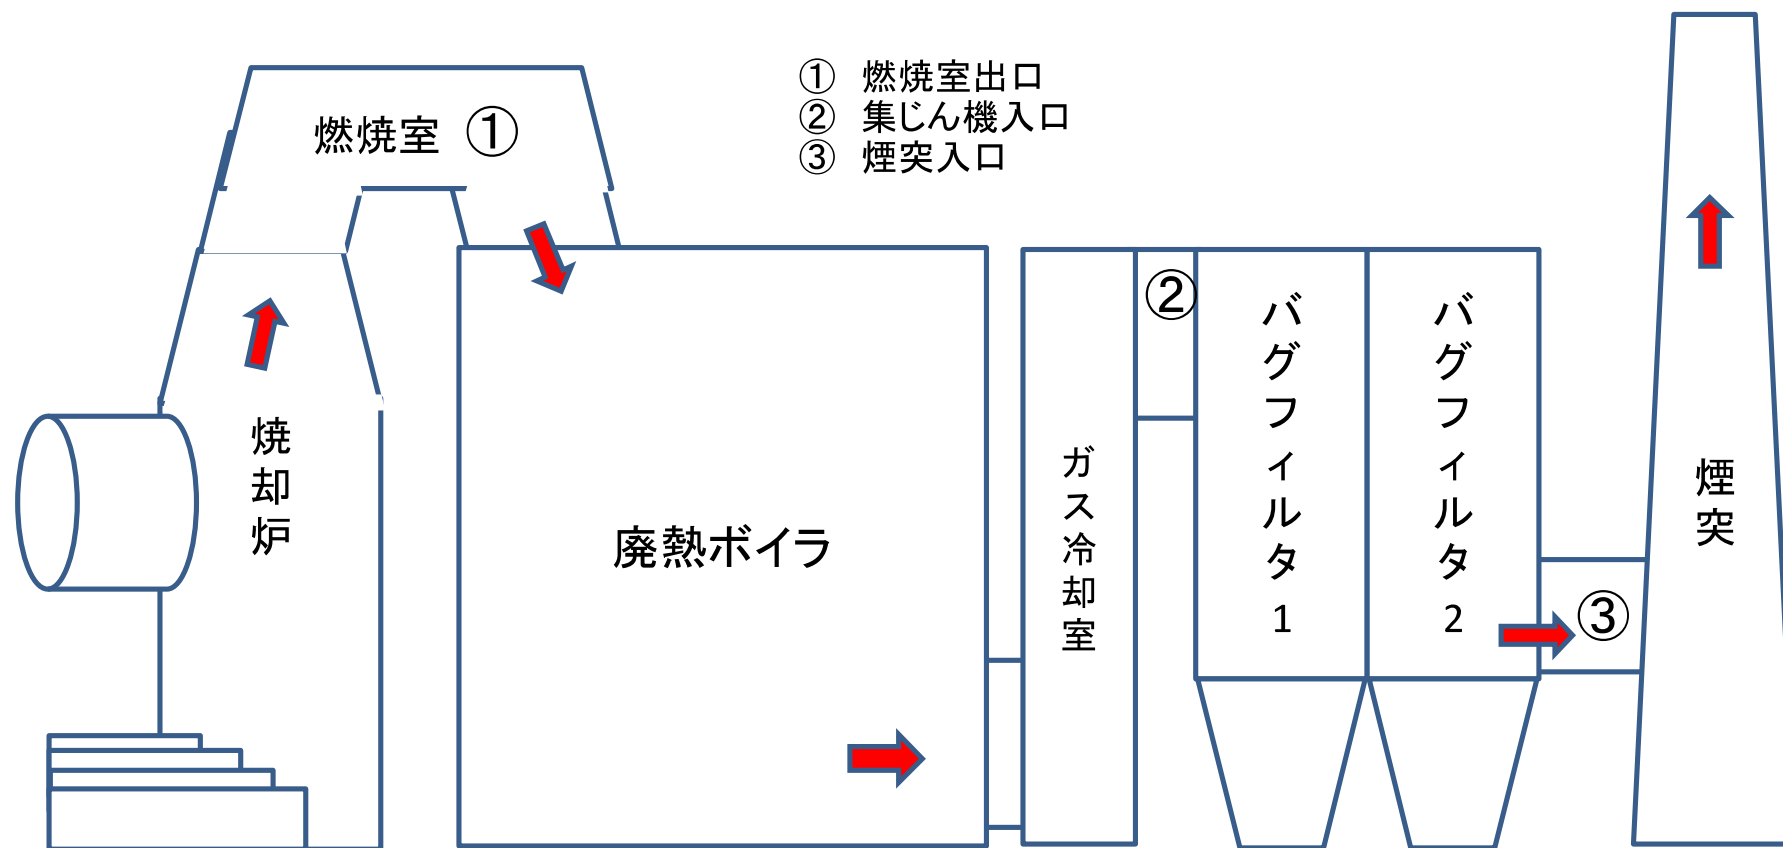 ① 燃焼室出口
② 集じん機入口
③ 煙突入口
燃焼室 ①
焼却炉
廃熱ボイラ
ガス冷却室
②
バグフィルタ1
バグフィルタ2
③
煙突